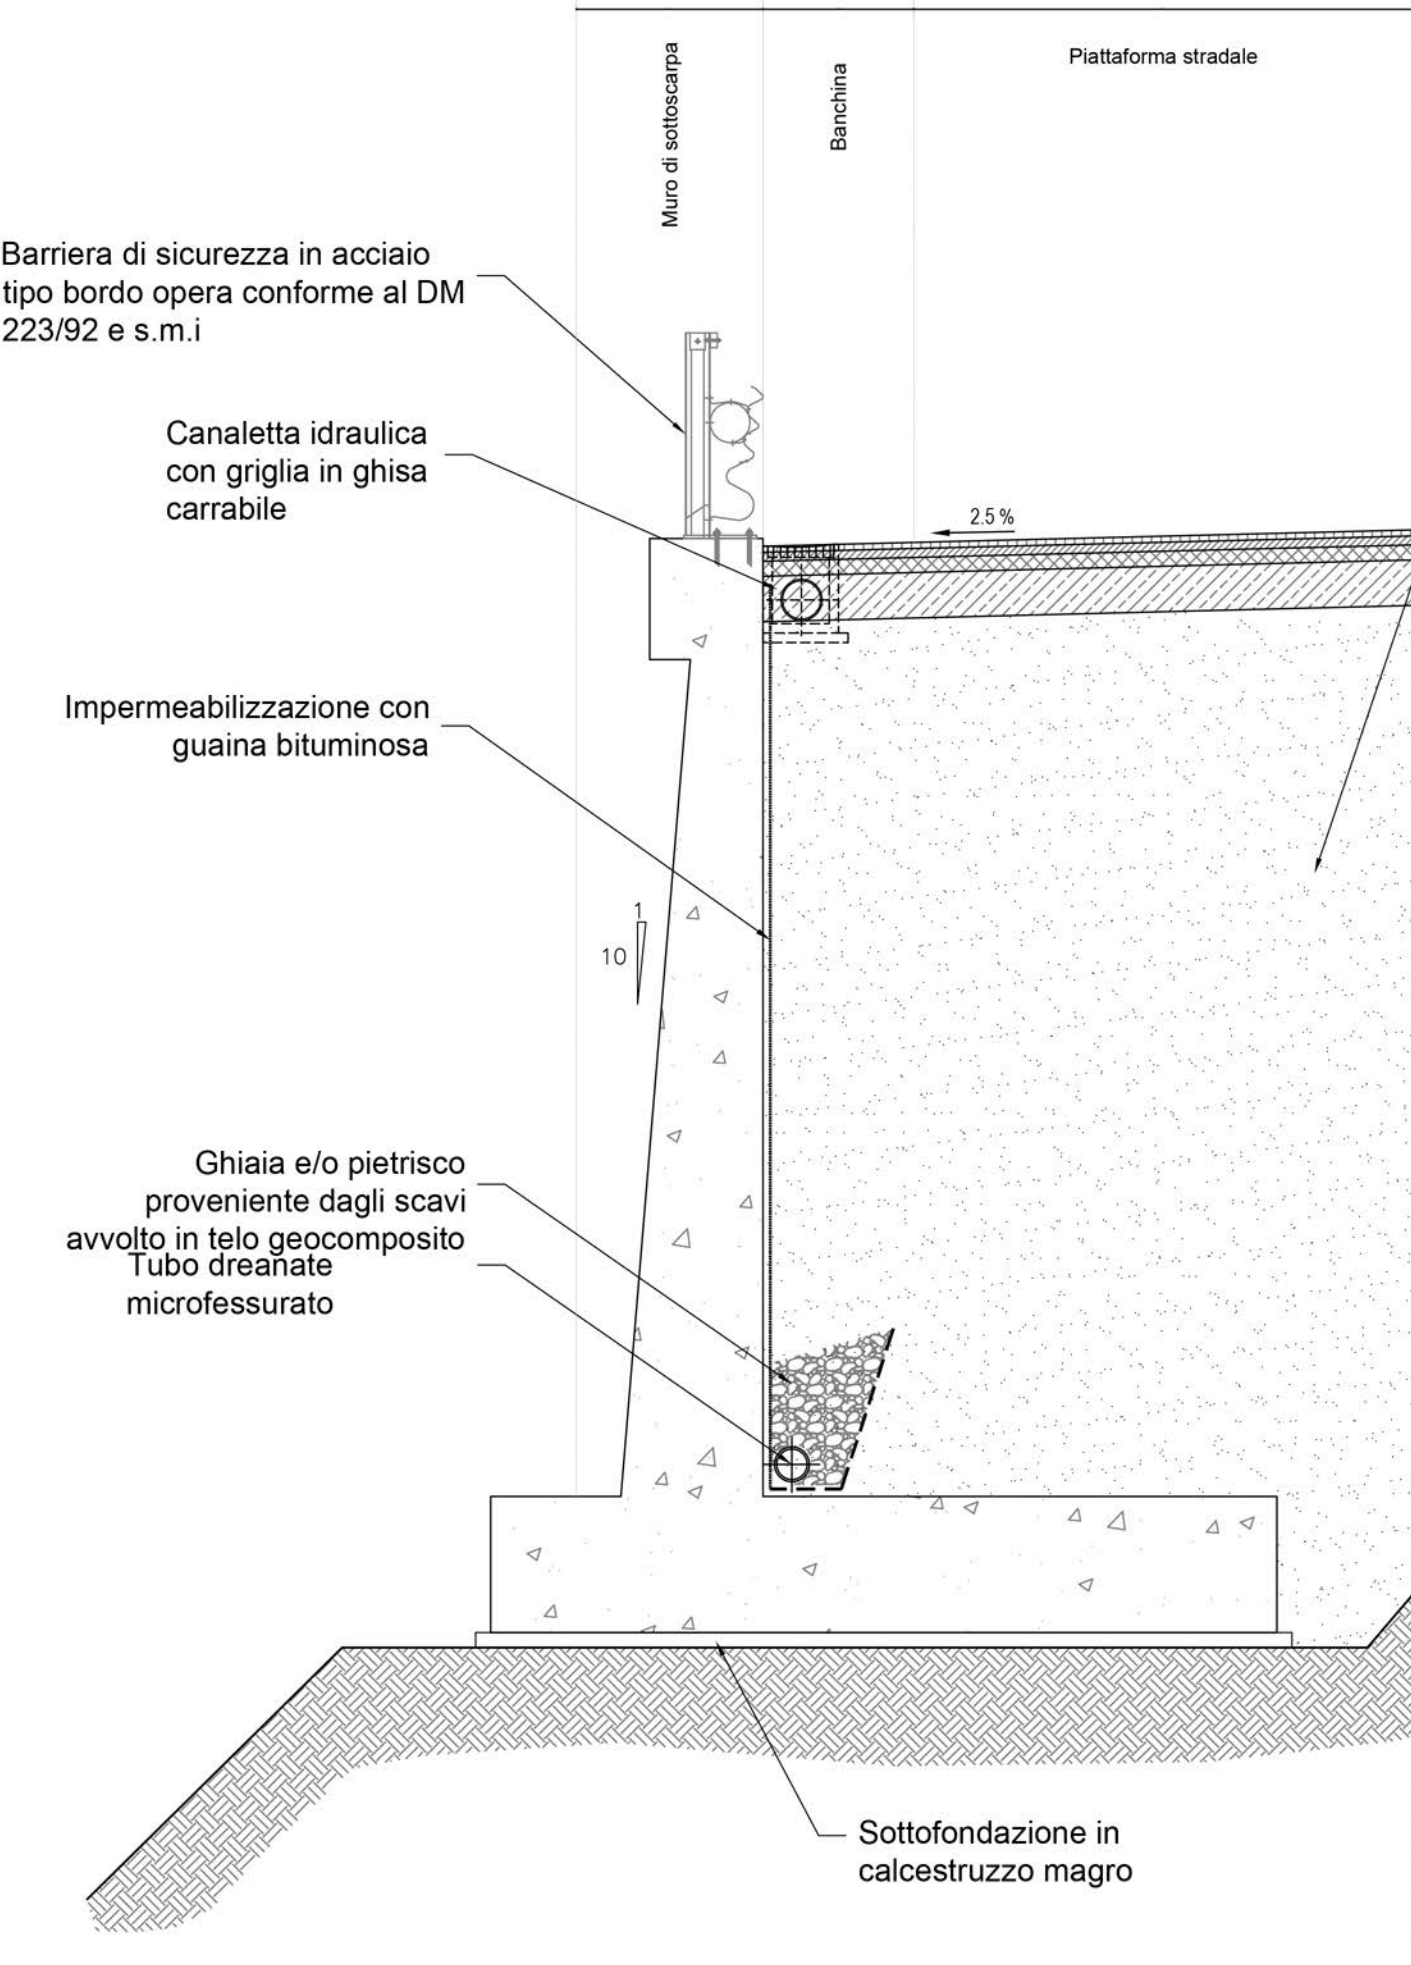 Muro di sottoscarpa
Banchina
Piattaforma stradale
Barriera di sicurezza in acciaio
tipo bordo opera conforme al DM
223/92 e s.m.i
Canaletta idraulica
con griglia in ghisa
carrabile
2.5 %
Impermeabilizzazione con
guaina bituminosa
1
10
Ghiaia e/o pietrisco
proveniente dagli scavi
avvolto in telo geocomposito
Tubo dreanate
microfessurato
Sottofondazione in
calcestruzzo magro